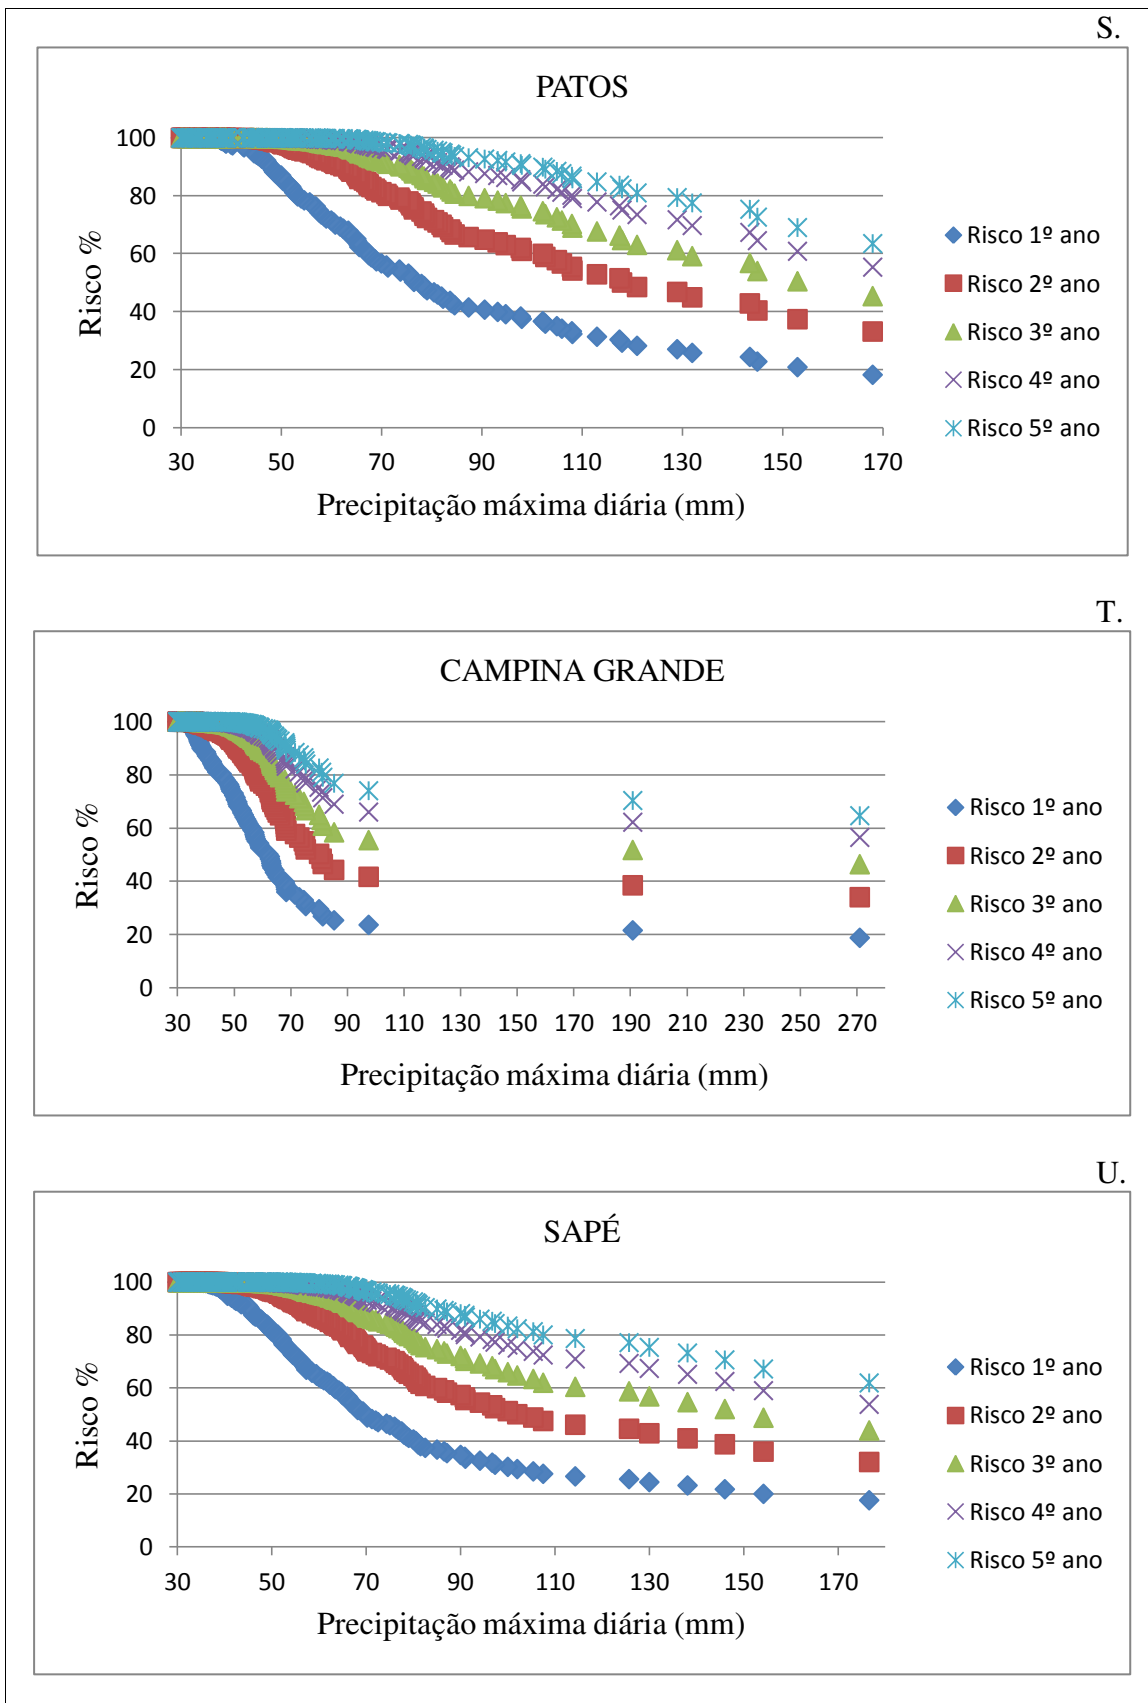 S.
PATOS
100
80
60
40
20
0
Risco %
30 50 70 90 110 130 150 170
Precipitação máxima diária (mm)
Risco 1º ano
Risco 2º ano
Risco 3º ano
Risco 4º ano
Risco 5º ano
T.
CAMPINA GRANDE
100
80
60
40
20
0
Risco %
30 50 70 90 110 130 150 170 190 210 230 250 270
Precipitação máxima diária (mm)
Risco 1º ano
Risco 2º ano
Risco 3º ano
Risco 4º ano
Risco 5º ano
U.
SAPÉ
100
80
60
40
20
0
Risco %
30 50 70 90 110 130 150 170
Precipitação máxima diária (mm)
Risco 1º ano
Risco 2º ano
Risco 3º ano
Risco 4º ano
Risco 5º ano